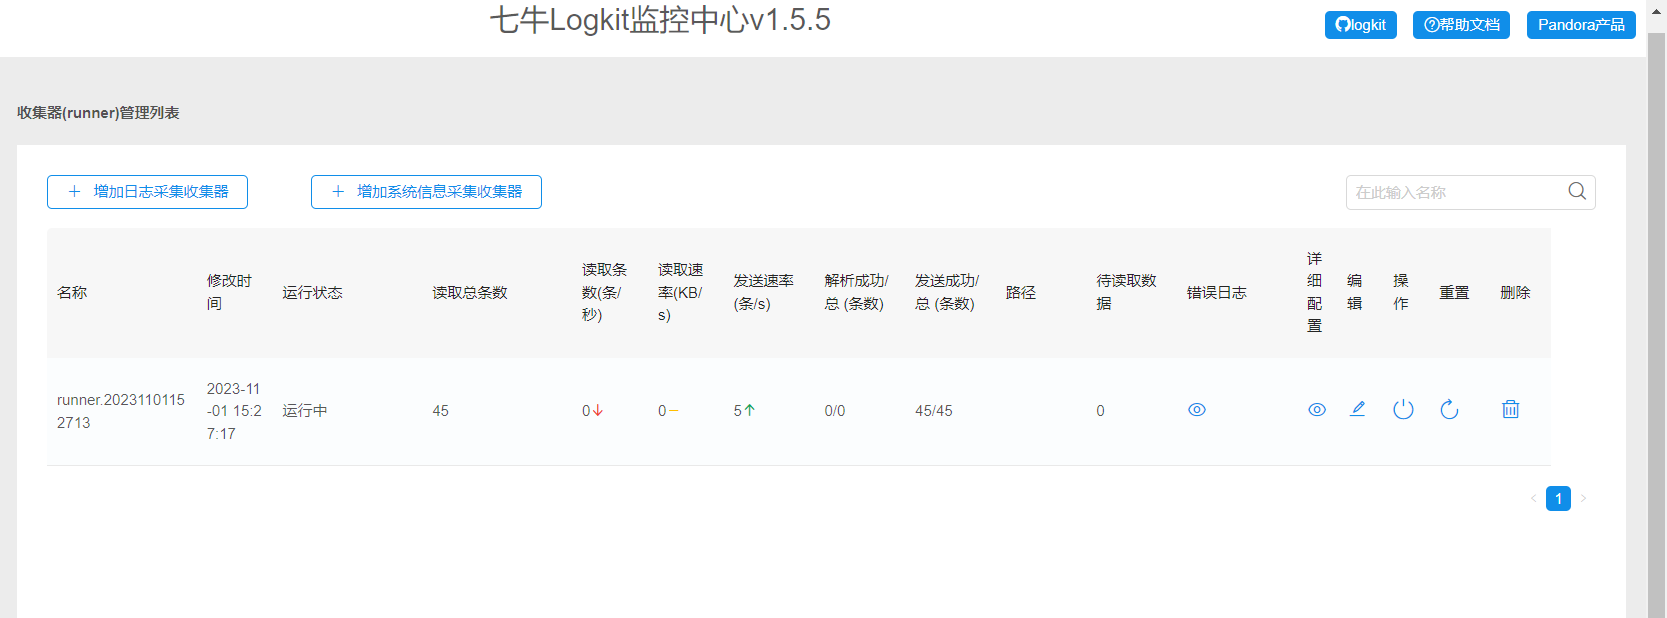 七牛Logkit监控中心v1.5.5
logkit
帮助文档
Pandora产品
收集器(runner)管理列表
增加日志采集收集器
增加系统信息采集收集器
在此输入名称
名称
修改时
间
运行状态
读取总条数
读取条
数(条/
秒)
读取速
率(KB/
s)
发送速率
(条/s)
解析成功/
总 (条数)
发送成功/
总 (条数)
路径
待读取数
据
错误日志
详
细
配
置
编
辑
操
作
重置
删除
runner.2023110115
2713
2023-11
-01 15:2
7:17
运行中
45
0
0
5
0/0
45/45
0
1